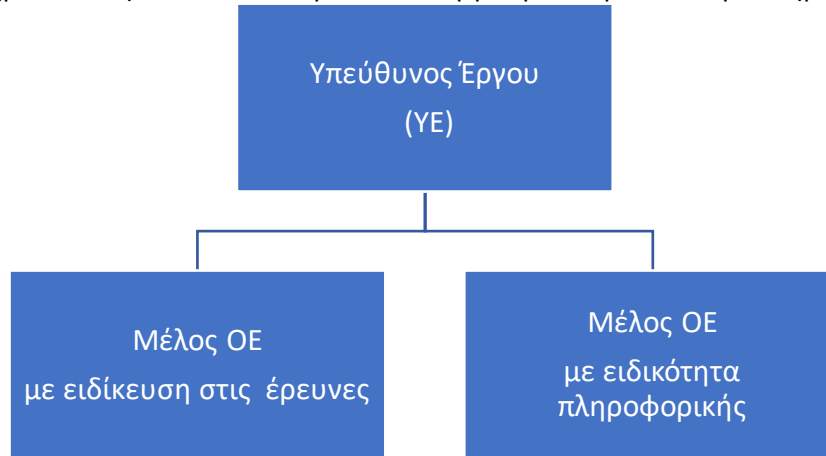 Υπεύθυνος Έργου
(ΥΕ)
Μέλος ΟΕ
με ειδίκευση στις έρευνες
Μέλος ΟΕ
με ειδικότητα
πληροφορικής